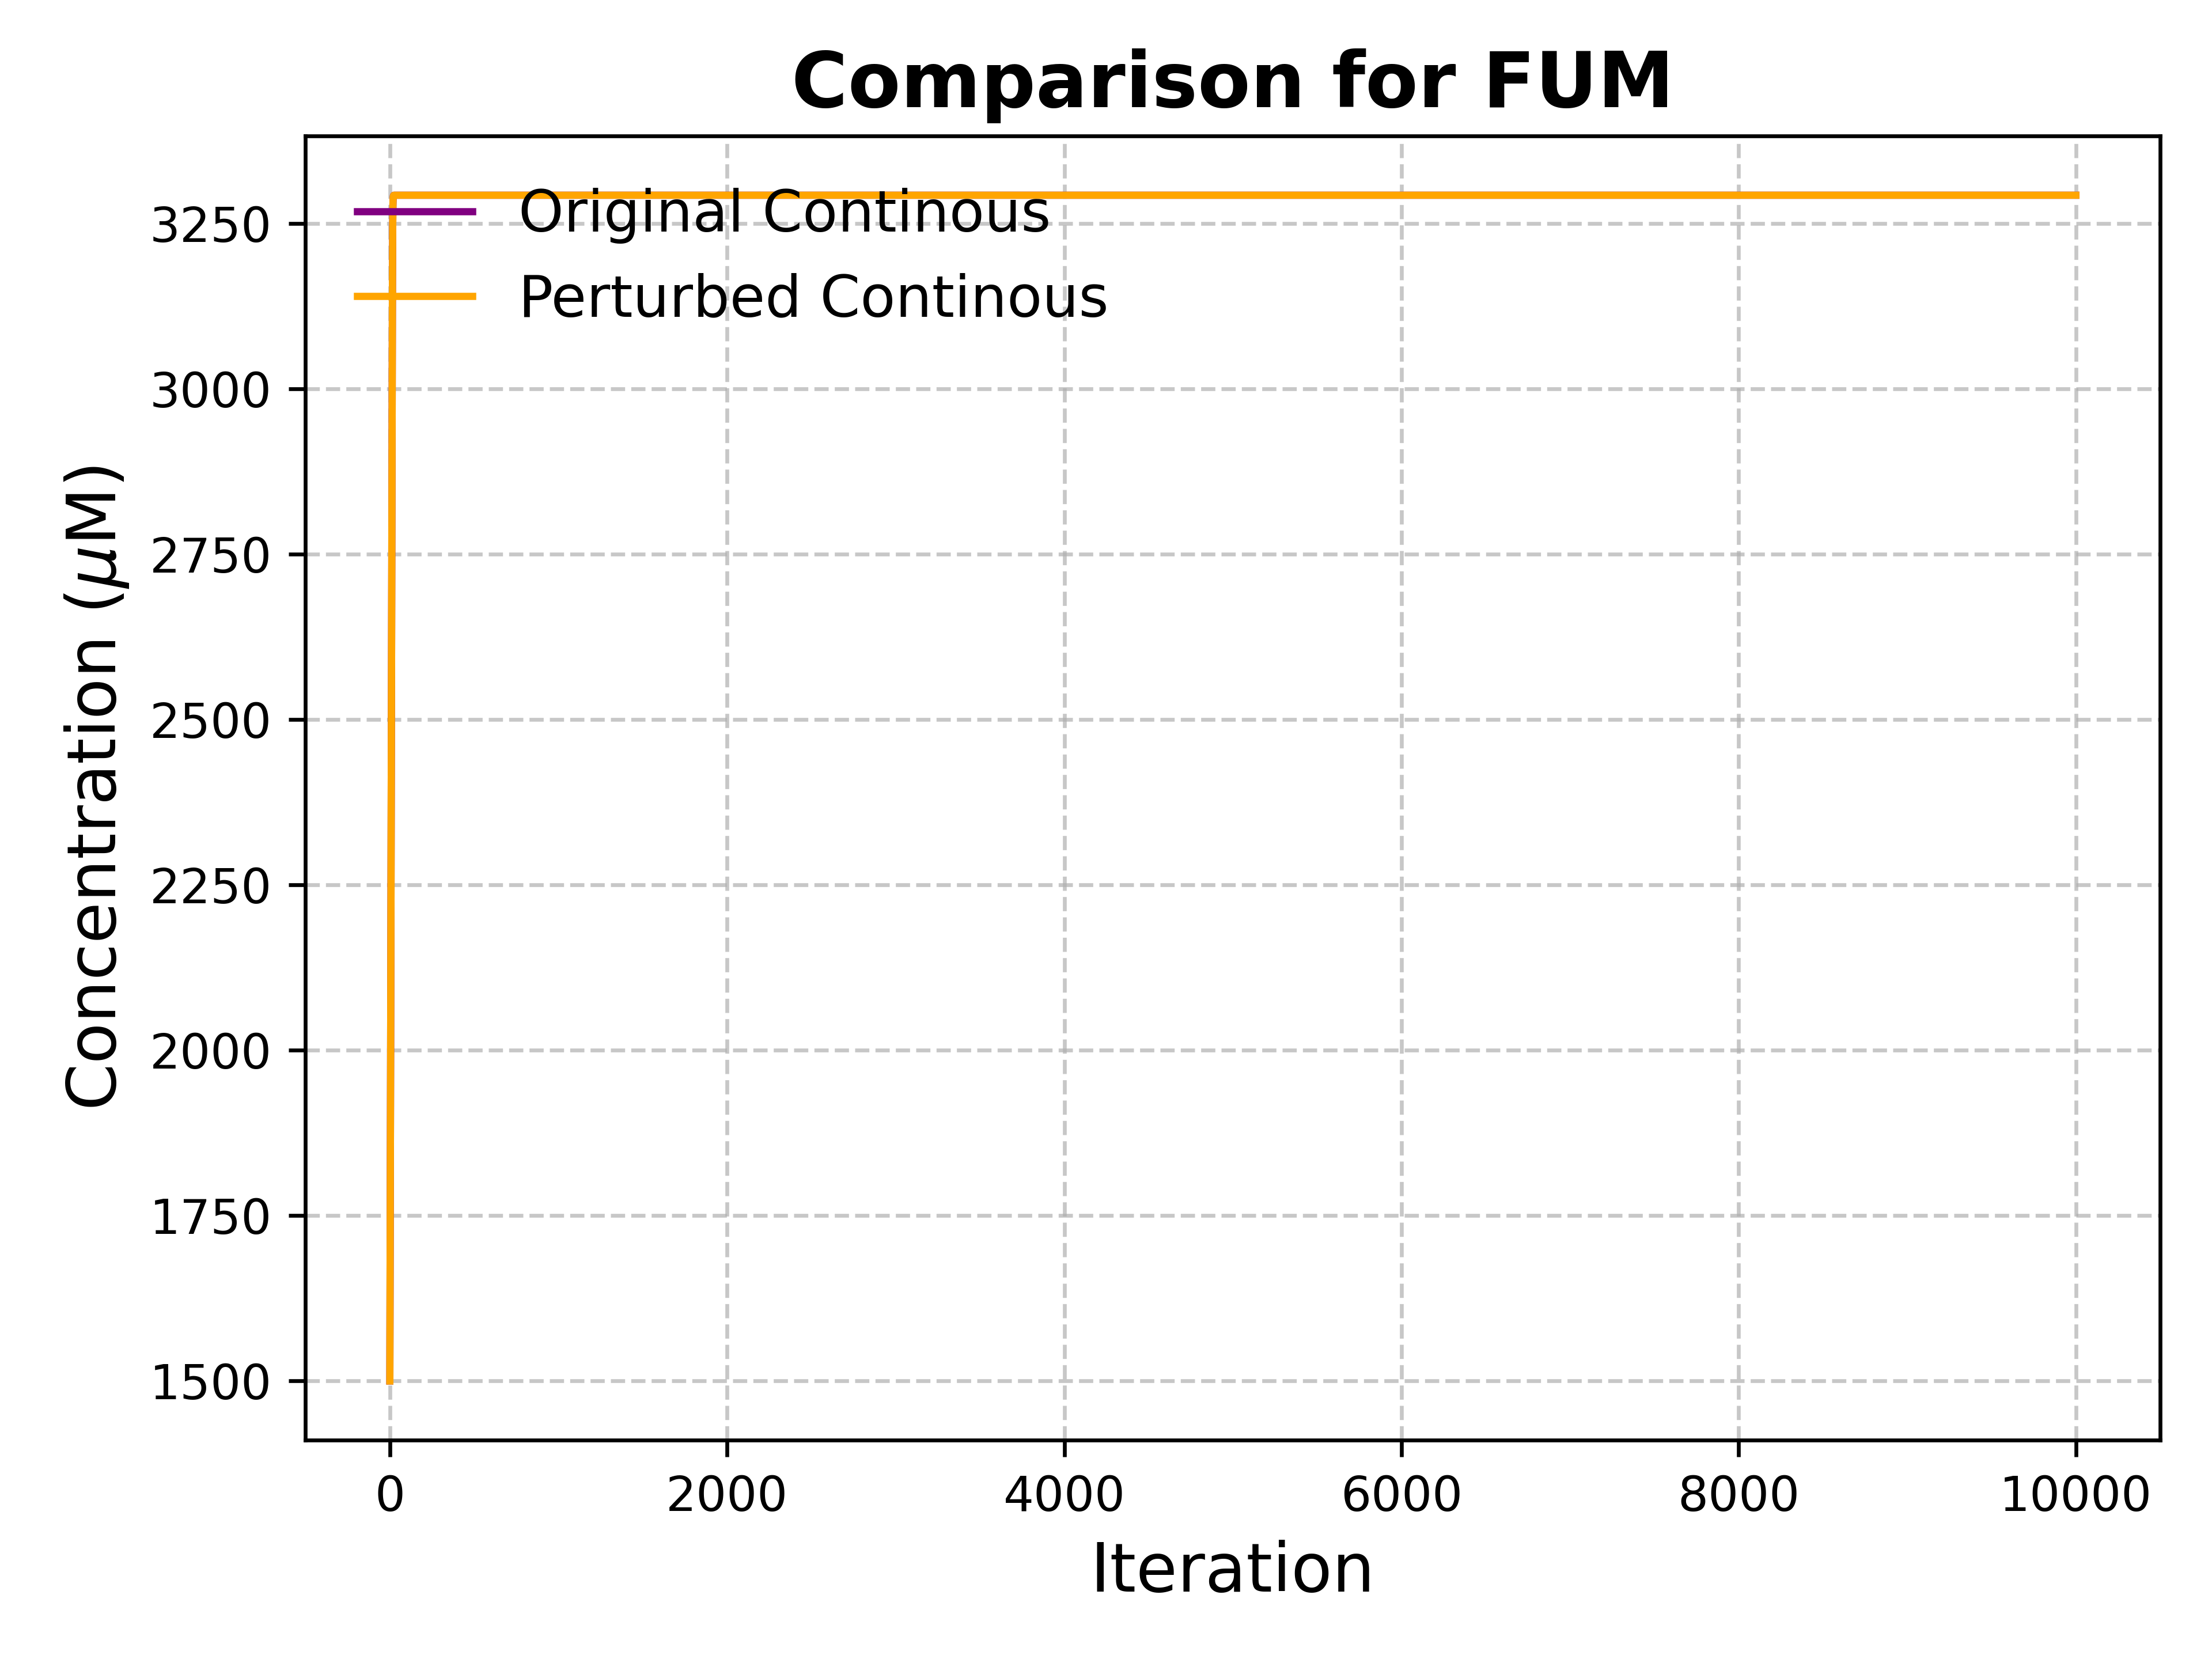 Comparison for FUM
Original Continous
Perturbed Continous
Concentration (μM)
3250
3000
2750
2500
2250
2000
1750
1500
0 2000 4000 6000 8000 10000
Iteration